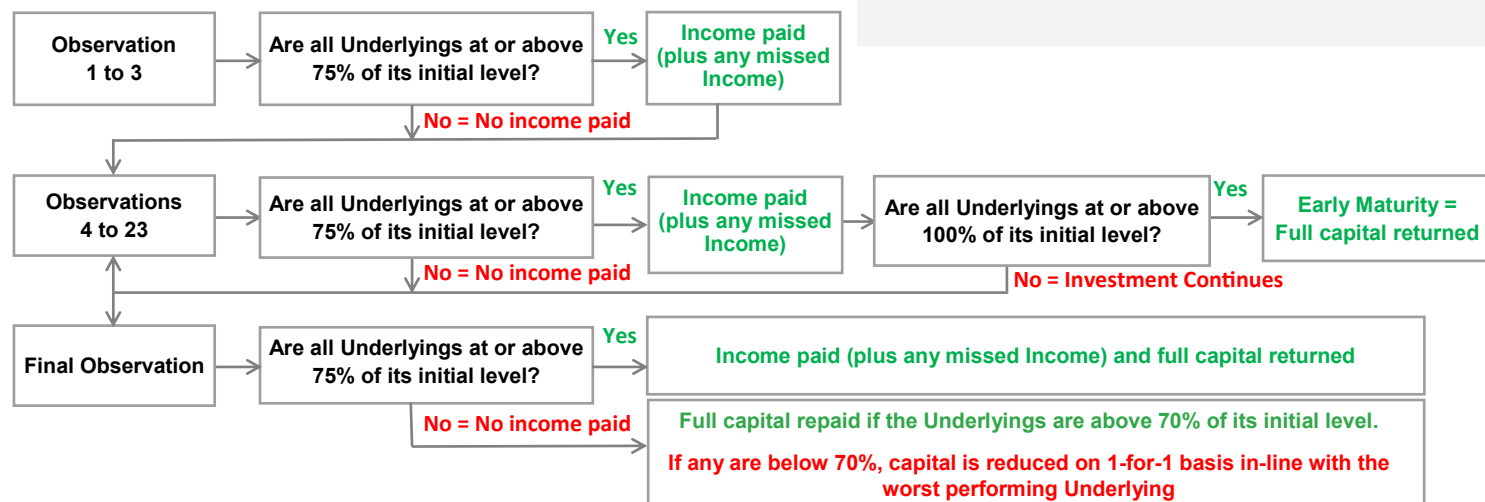 Observation
1 to 3
Are all Underlyings at or above
75% of its initial level?
Yes
Income paid
(plus any missed
Income)
No = No income paid
Observations
4 to 23
Are all Underlyings at or above
75% of its initial level?
Yes
Income paid
(plus any missed
Income)
Are all Underlyings at or above
100% of its initial level?
Yes
Early Maturity =
Full capital returned
No = No income paid
No = Investment Continues
Final Observation
Are all Underlyings at or above
75% of its initial level?
Yes
Income paid (plus any missed Income) and full capital returned
No = No income paid
Full capital repaid if the Underlyings are above 70% of its initial level.
If any are below 70%, capital is reduced on 1-for-1 basis in-line with the
worst performing Underlying